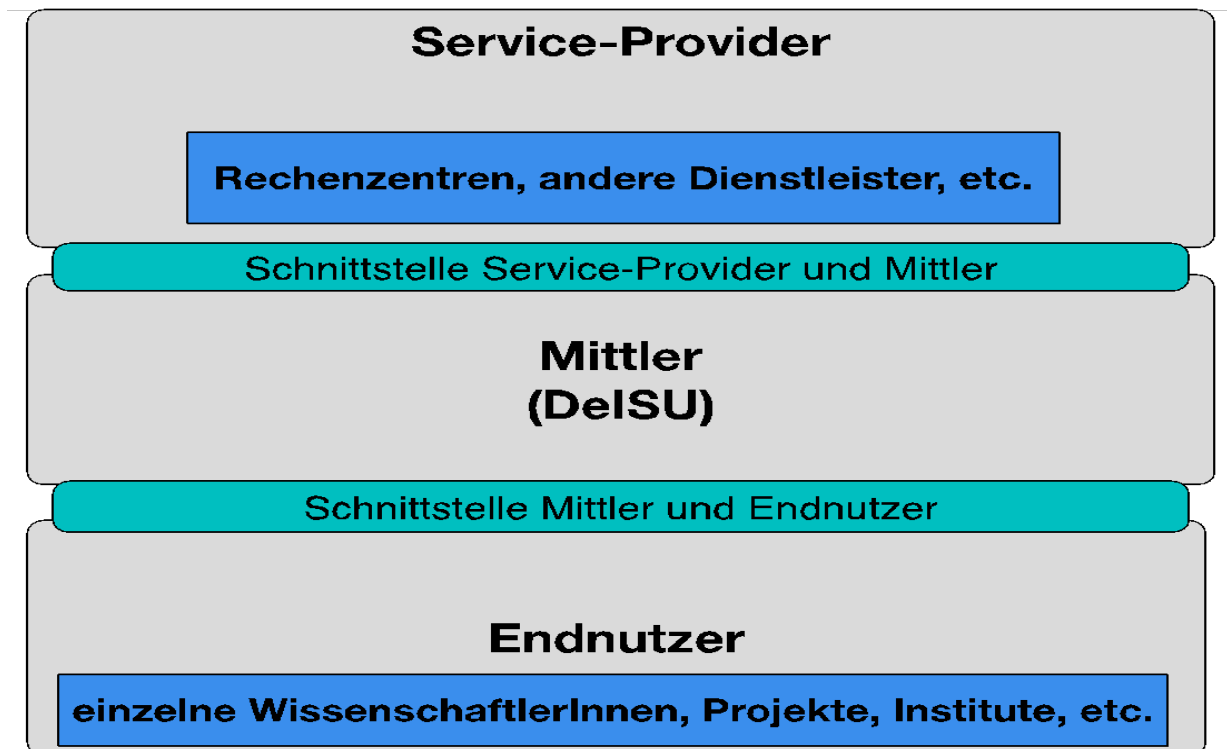 Service-Provider
Rechenzentren, andere Dienstleister, etc.
Schnittstelle Service-Provider und Mittler
Mittler
(DeISU)
Schnittstelle Mittler und Endnutzer
Endnutzer
einzelne WissenschaftlerInnen, Projekte, Institute, etc.